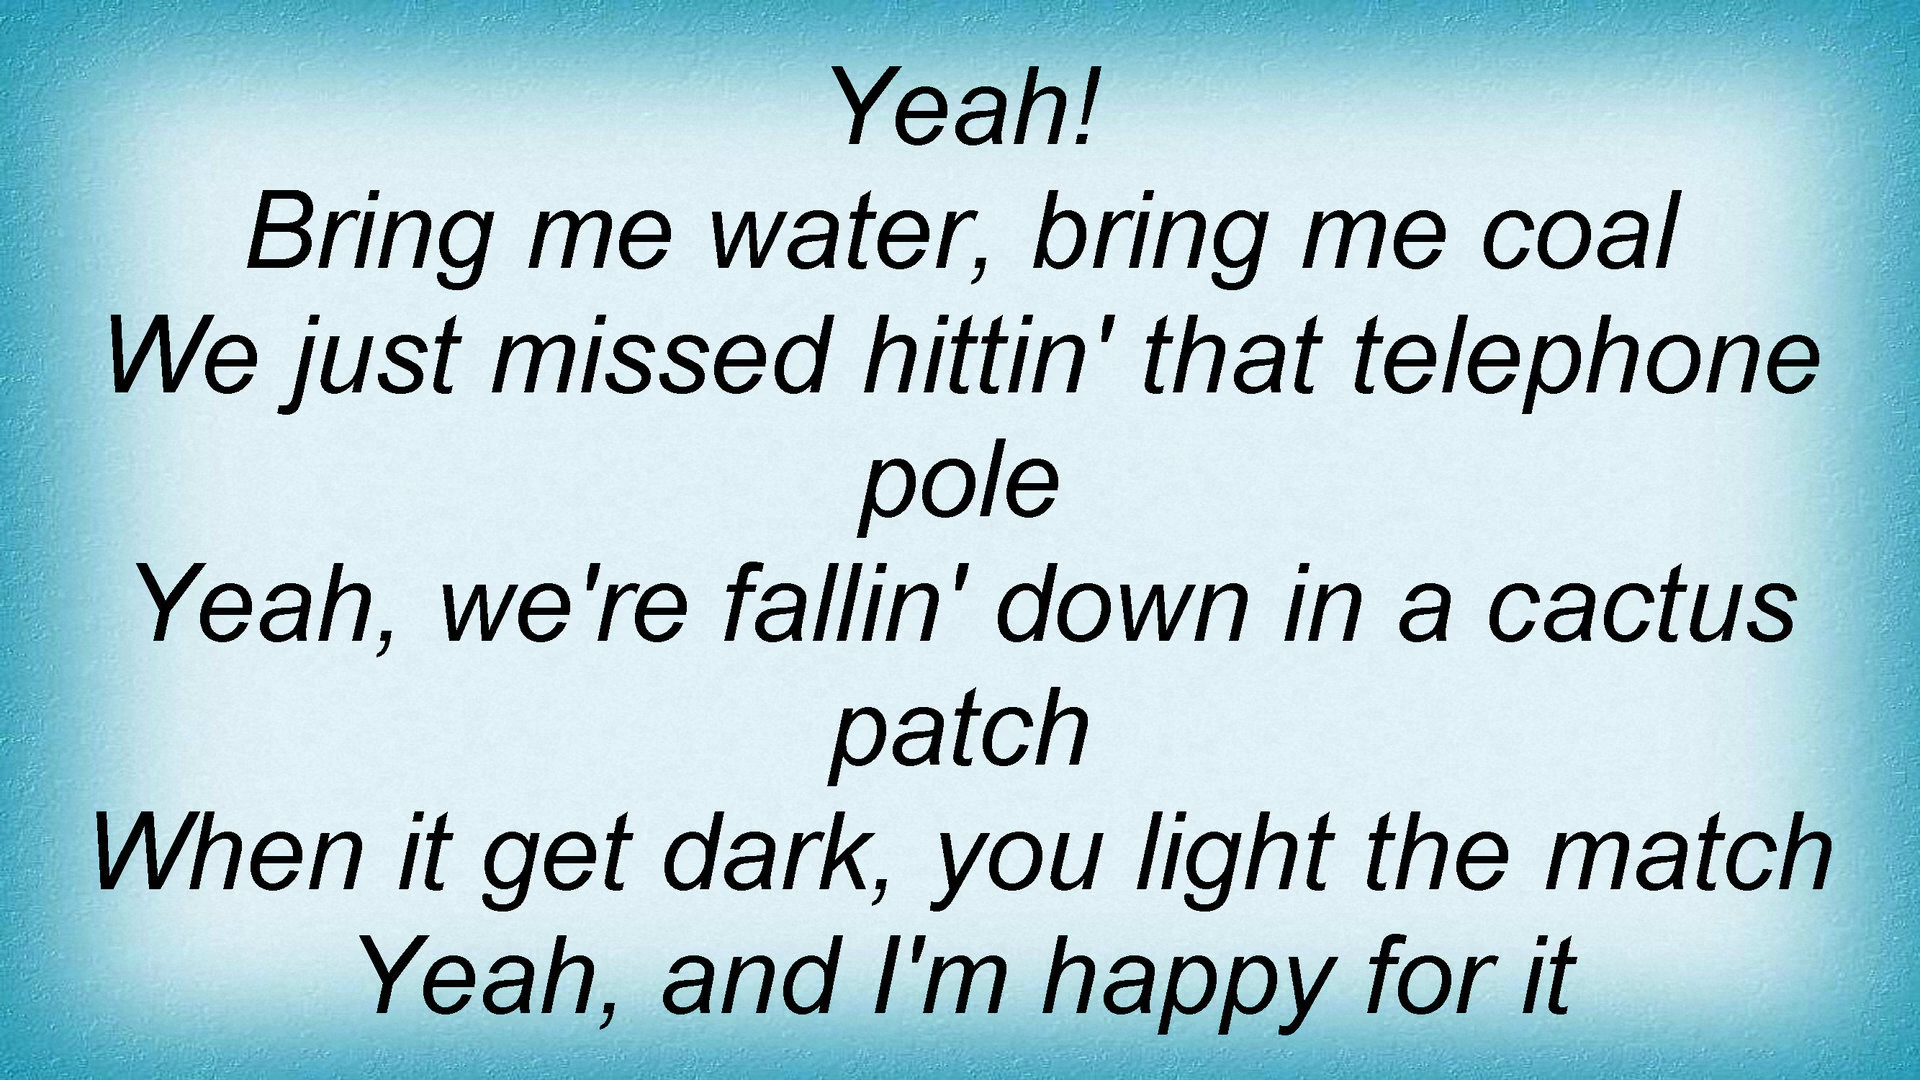 Yeah!
Bring me water, bring me coal
We just missed hittin' that telephone
pole
Yeah, we're fallin' down in a cactus
patch
When it get dark, you light the match
Yeah, and I'm happy for it